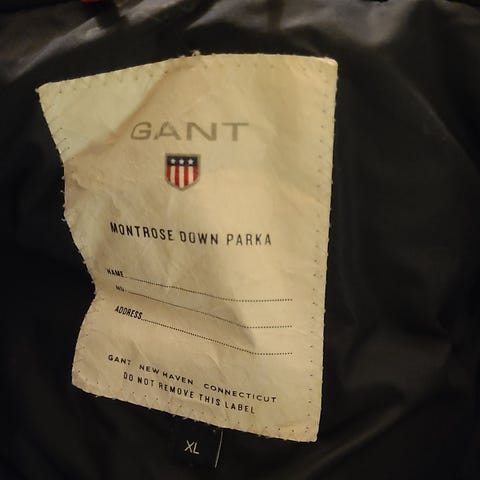 GANT
MONTROSE DOWN PARKA
NAME
NO.
ADDRESS
GANT NEW HAVEN CONNECTICUT
DO NOT REMOVE THIS LABEL
XL